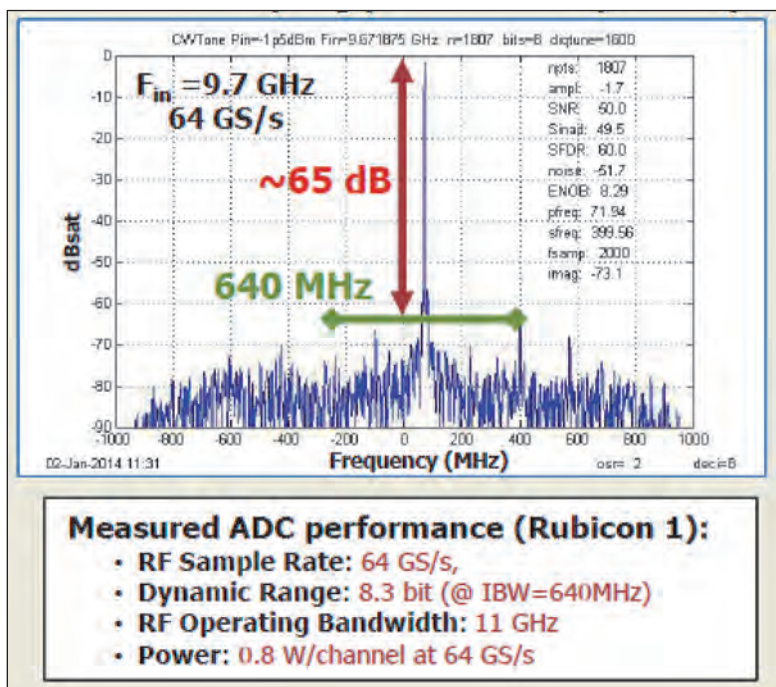 CWTone Pin=-1p5dBm Fin=9.671875 GHz n=1807 bits=8 diqtune=1600
F_in =9.7 GHz
64 GS/s
~65 dB
640 MHz
npts: 1807
ampl: -1.7
SNR: 50.0
Sinad: 49.5
SFDR: 60.0
noise: -51.7
ENOB: 8.29
pfreq: 71.94
sfreq: 399.56
fsamp: 2000
imag: -73.1
dBsat
0
-10
-20
-30
-40
-50
-60
-70
-80
-90
-1000 -800 -600 -400 -200 0 200 400 600 800 1000
02-Jan-2014 11:31 Frequency (MHz) osr= 2 deci=8
Measured ADC performance (Rubicon 1):
• RF Sample Rate: 64 GS/s,
• Dynamic Range: 8.3 bit (@ IBW=640MHz)
• RF Operating Bandwidth: 11 GHz
• Power: 0.8 W/channel at 64 GS/s